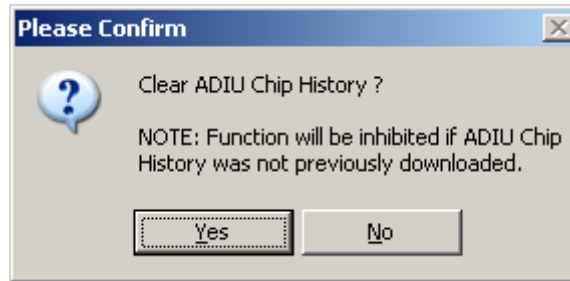 Please Confirm
Clear ADIU Chip History ?
NOTE: Function will be inhibited if ADIU Chip
History was not previously downloaded.
Yes
No